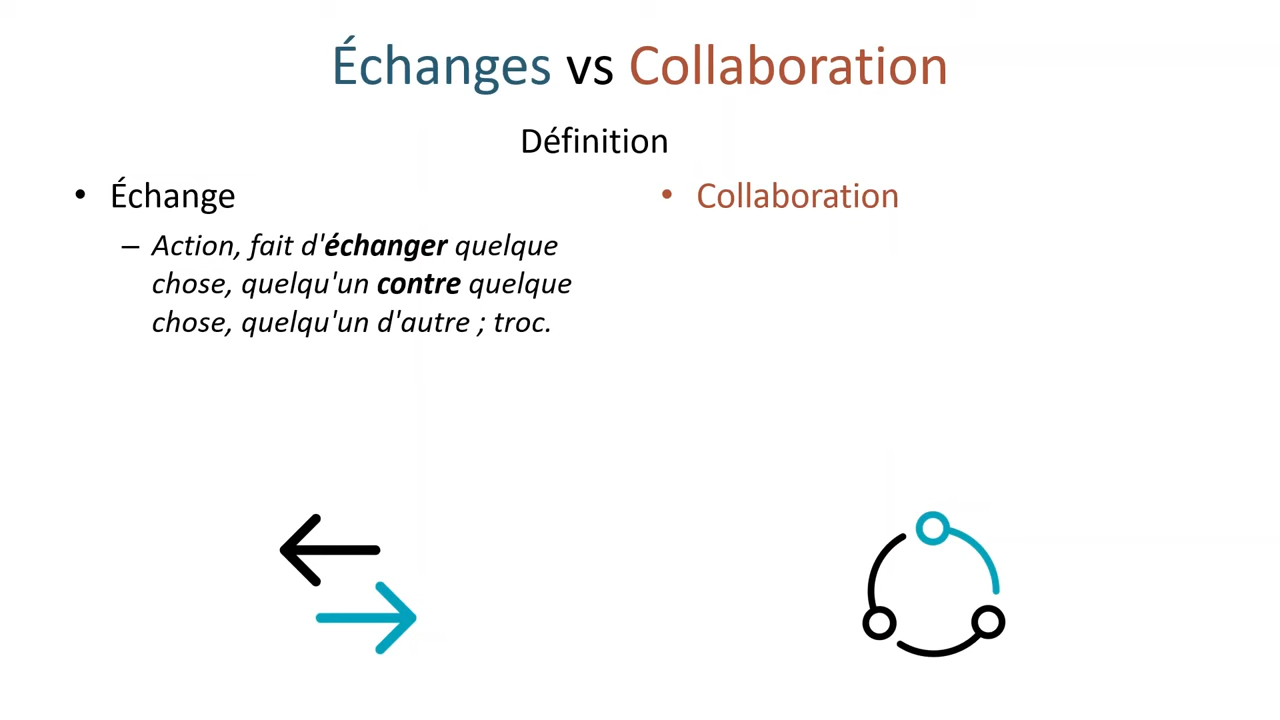 Échanges vs Collaboration
Définition
• Échange
– Action, fait d'échanger quelque
chose, quelqu'un contre quelque
chose, quelqu'un d'autre ; troc.
• Collaboration